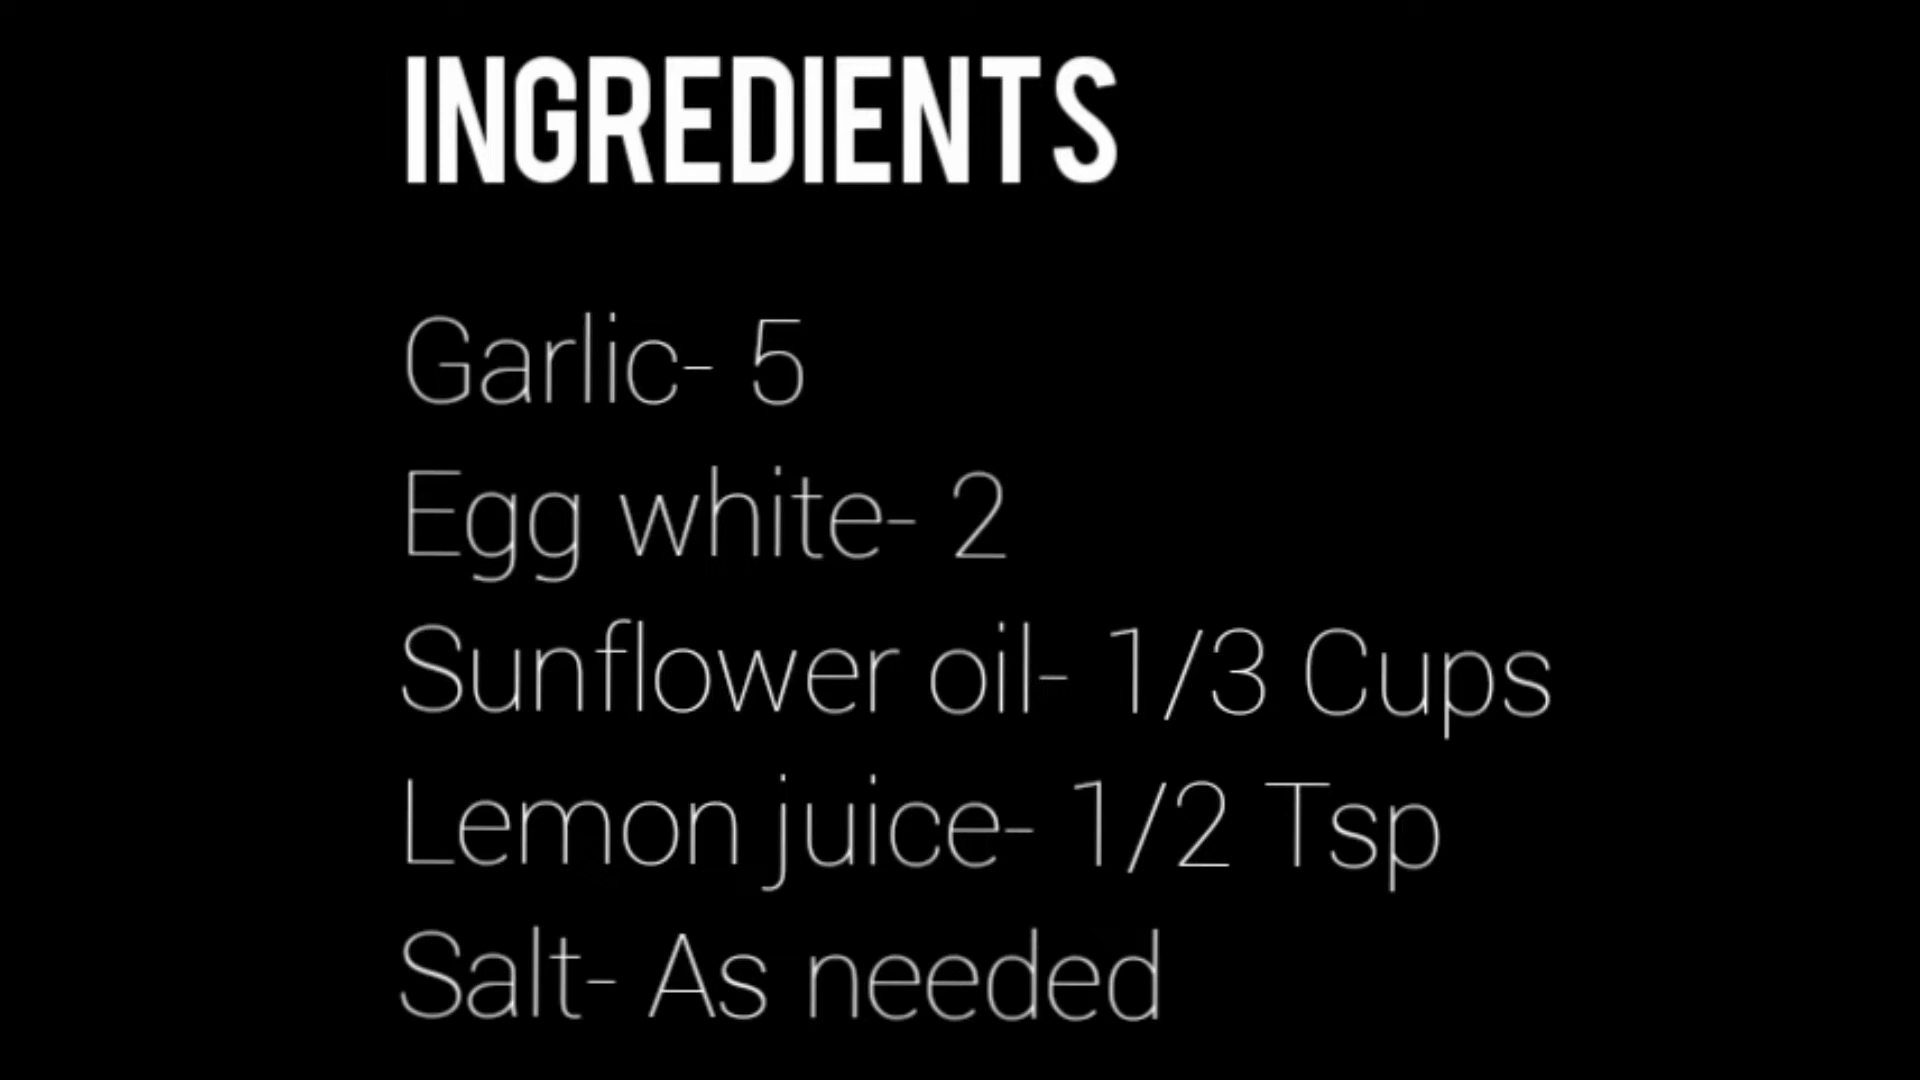 INGREDIENTS
Garlic- 5
Egg white- 2
Sunflower oil- 1/3 Cups
Lemon juice- 1/2 Tsp
Salt- As needed